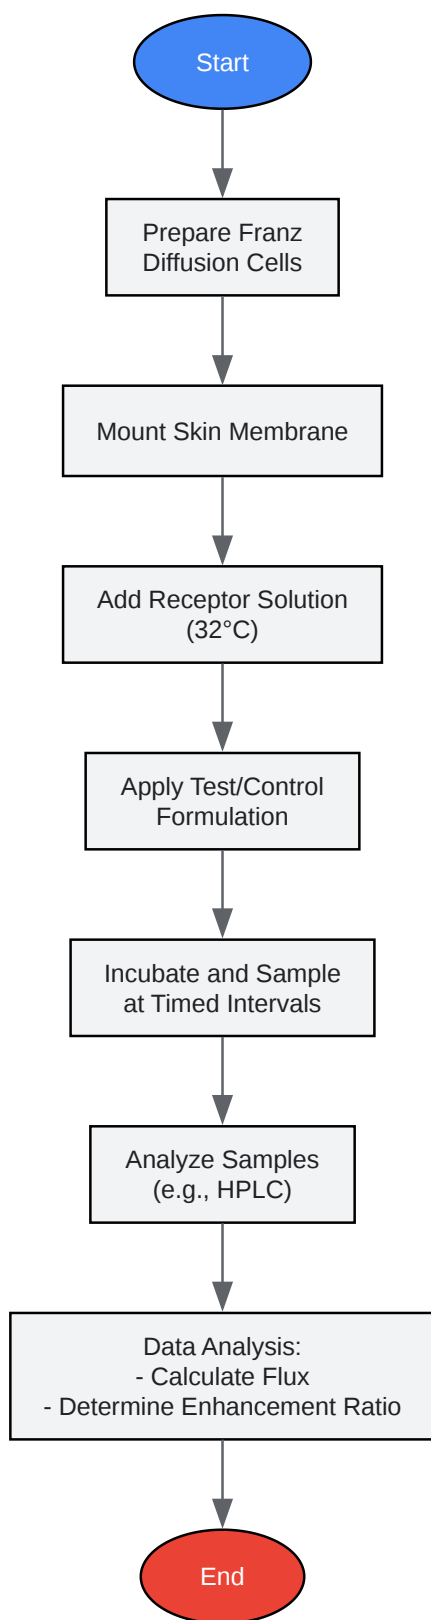 Start
Prepare Franz
Diffusion Cells
Mount Skin Membrane
Add Receptor Solution
(32°C)
Apply Test/Control
Formulation
Incubate and Sample
at Timed Intervals
Analyze Samples
(e.g., HPLC)
Data Analysis:
- Calculate Flux
- Determine Enhancement Ratio
End